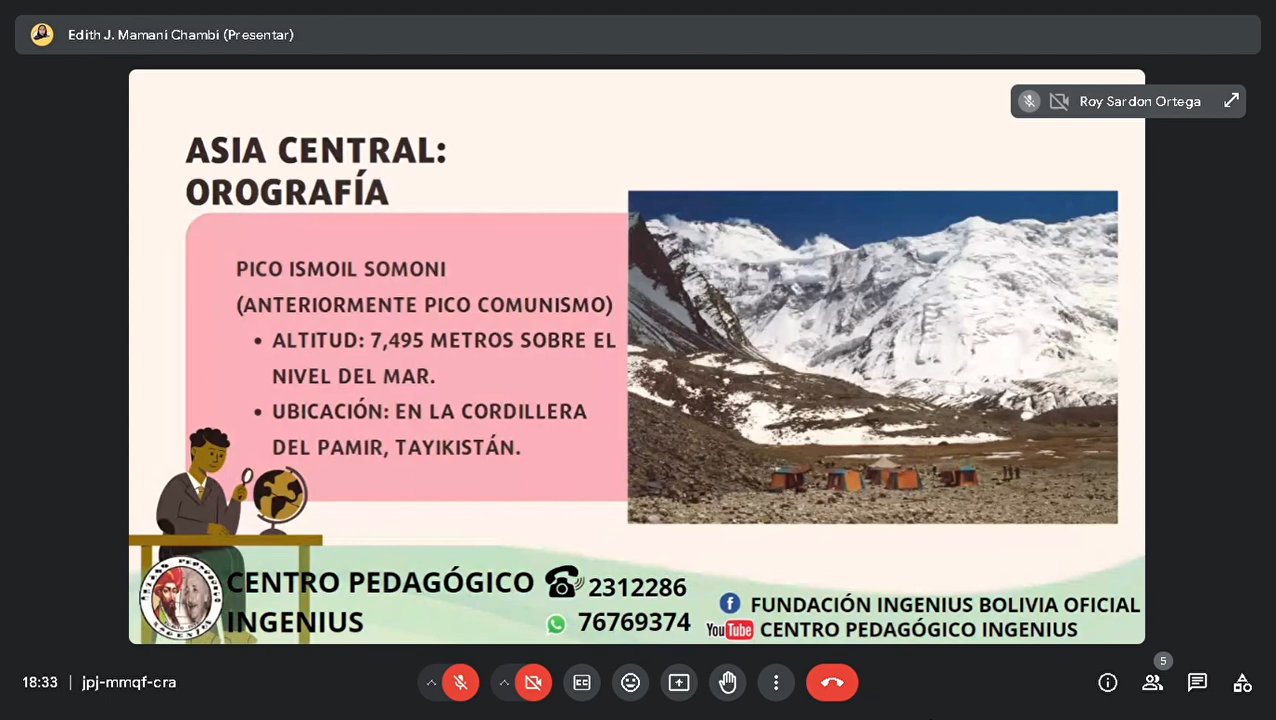 Edith J. Mamani Chambi (Presentar)
Roy Sardon Ortega
ASIA CENTRAL:
OROGRAFÍA
PICO ISMOIL SOMONI
(ANTERIORMENTE PICO COMUNISMO)
• ALTITUD: 7,495 METROS SOBRE EL
NIVEL DEL MAR.
• UBICACIÓN: EN LA CORDILLERA
DEL PAMIR, TAYIKISTÁN.
CENTRO PEDAGÓGICO
INGENIUS
2312286
76769374
FUNDACIÓN INGENIUS BOLIVIA OFICIAL
YouTube CENTRO PEDAGÓGICO INGENIUS
18:33 | jpj-mmqf-cra
5